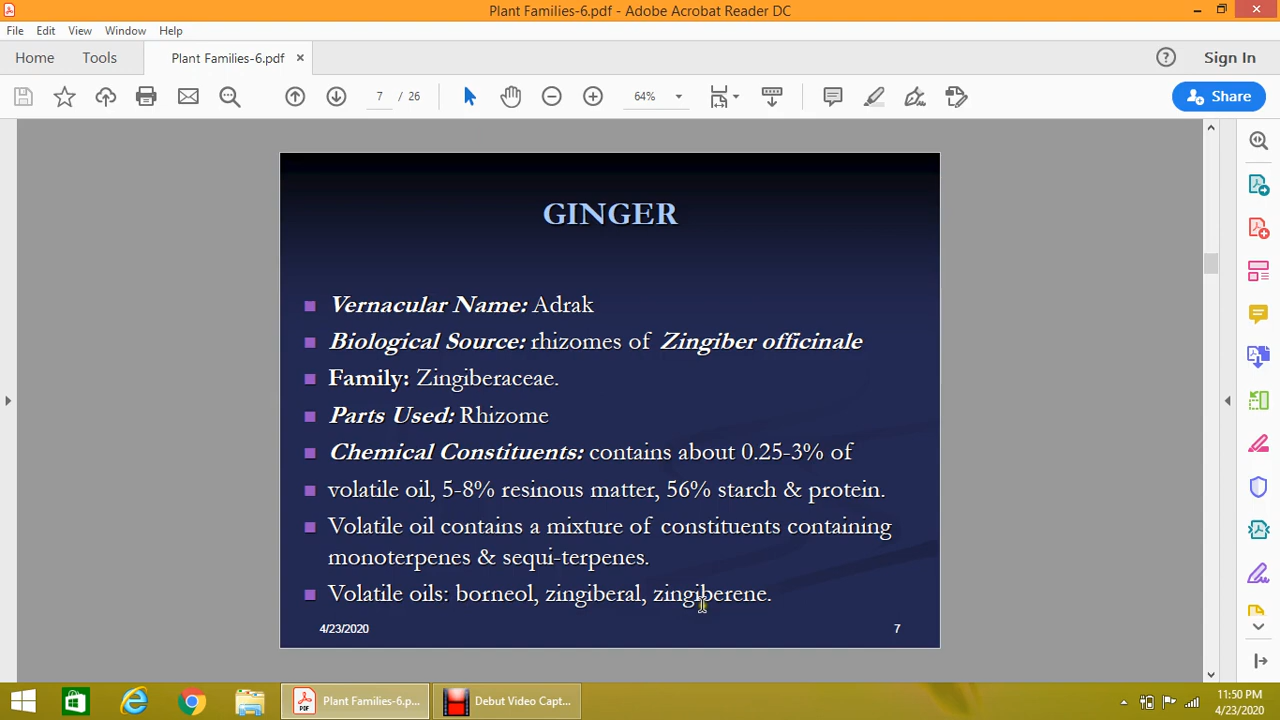 Plant Families-6.pdf - Adobe Acrobat Reader DC
File Edit View Window Help
Home Tools Plant Families-6.pdf × Sign In
7 / 26 64% Share
GINGER
Vernacular Name: Adrak
Biological Source: rhizomes of Zingiber officinale
Family: Zingiberaceae.
Parts Used: Rhizome
Chemical Constituents: contains about 0.25-3% of
volatile oil, 5-8% resinous matter, 56% starch & protein.
Volatile oil contains a mixture of constituents containing
monoterpenes & sequi-terpenes.
Volatile oils: borneol, zingiberal, zingiberene.
4/23/2020 7
Plant Families-6.p... Debut Video Capt... 11:50 PM
4/23/2020